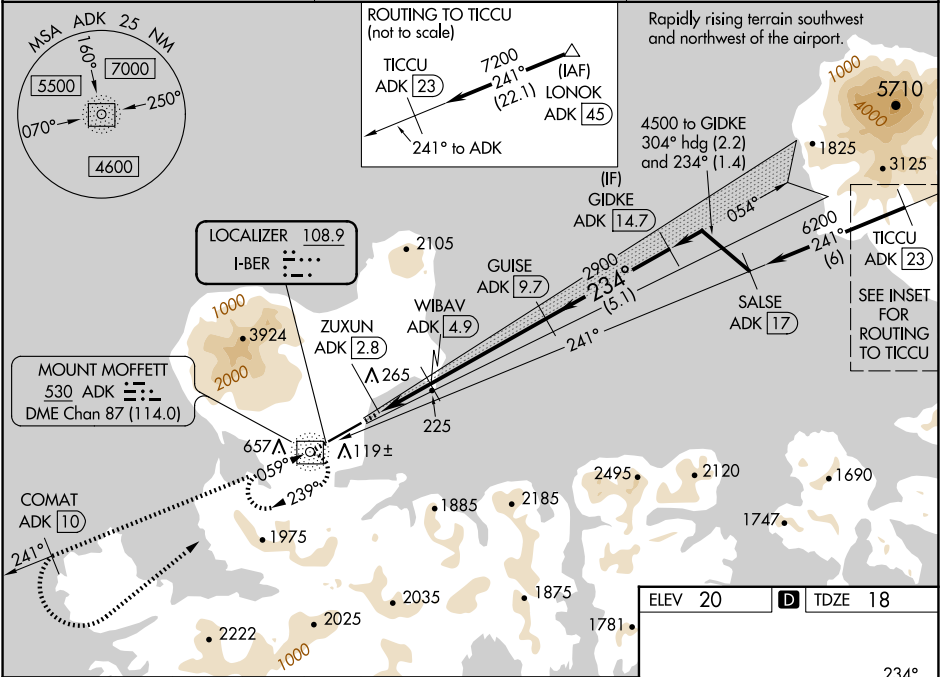 MSA ADK 25 NM
160°
5500
7000
250°
070°
4600
ROUTING TO TICCU
(not to scale)
TICCU
ADK 23
7200
241°
(22.1)
(IAF)
LONOK
ADK 45
241° to ADK
Rapidly rising terrain southwest
and northwest of the airport.
1000
5710
4000
1825
3125
4500 to GIDKE
304° hdg (2.2)
and 234° (1.4)
(IF)
GIDKE
ADK 14.7
054°
6200
241°
(6)
TICCU
ADK 23
SEE INSET
FOR
ROUTING
TO TICCU
SALSE
ADK 17
LOCALIZER 108.9
I-BER
2105
GUISE
ADK 9.7
2900
234°
(5.1)
241°
WIBAV
ADK 4.9
ZUXUN
ADK 2.8
265
225
1000
3924
2000
MOUNT MOFFETT
530 ADK
DME Chan 87 (114.0)
657
119±
059°
239°
COMAT
ADK 10
241°
1975
1885
2185
2495
2120
1690
1747
2222
2025
2035
1875
1781
1000
ELEV 20
D
TDZE 18
234°